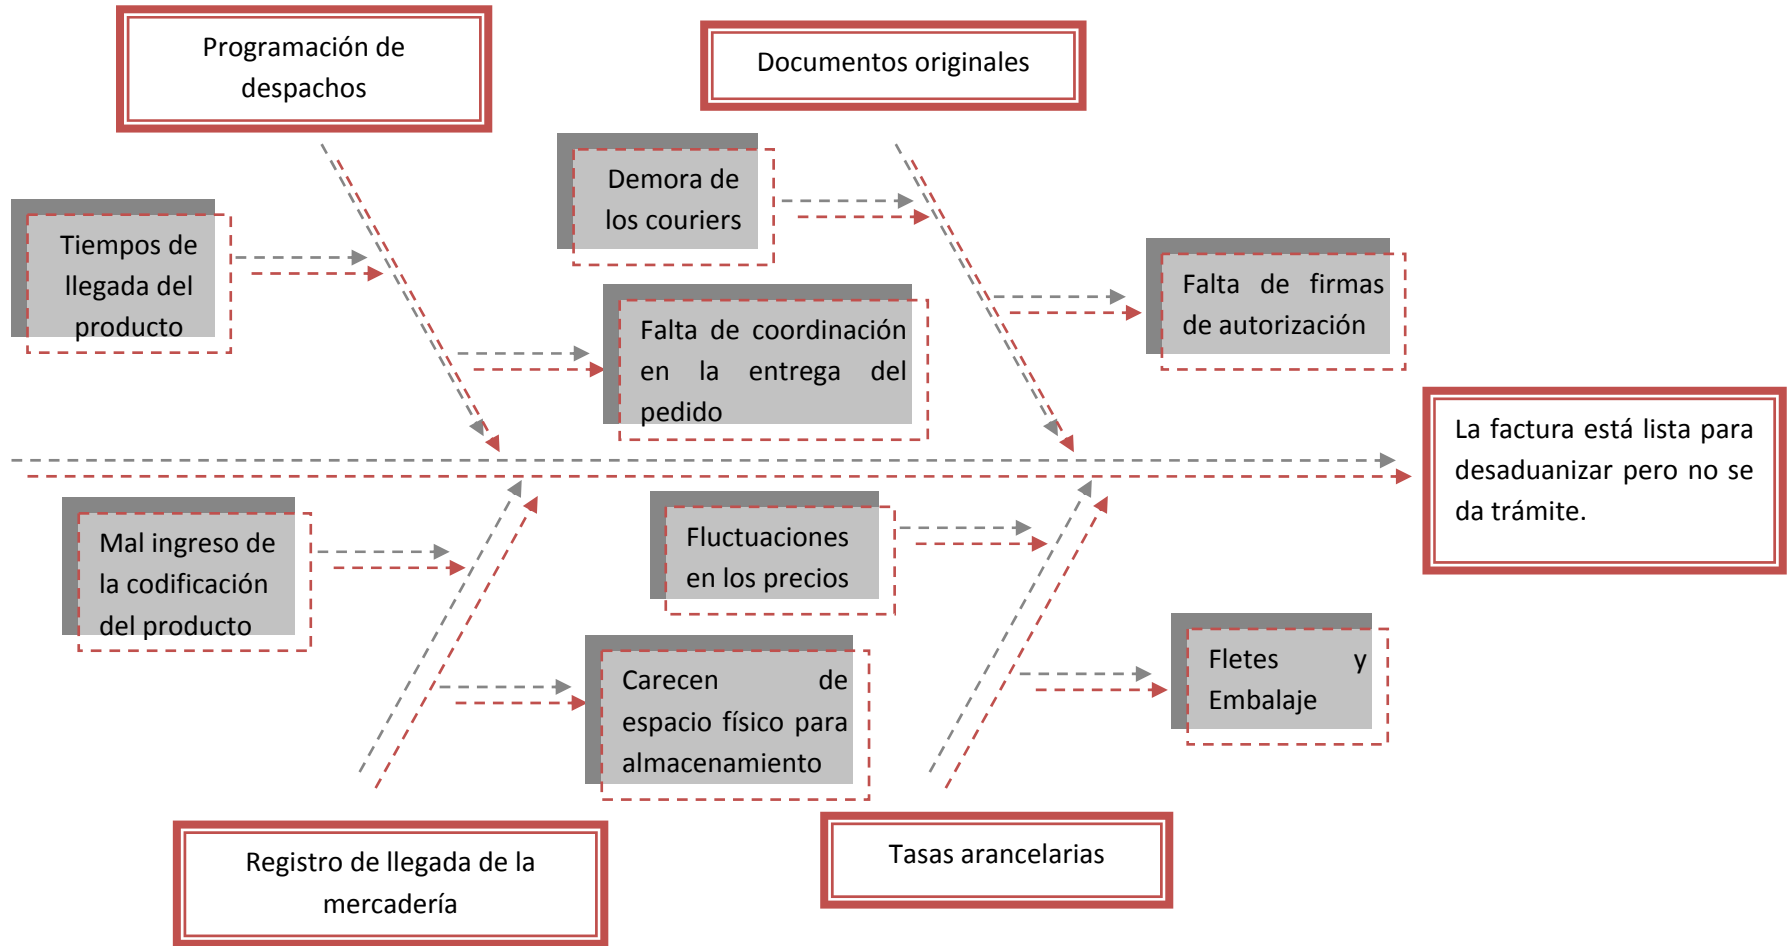 Programación de
despachos
Documentos originales
Demora de
los couriers
Tiempos de
llegada del
producto
Falta de firmas
de autorización
Falta de coordinación
en la entrega del
pedido
La factura está lista para
desaduanizar pero no se
da trámite.
Mal ingreso de
la codificación
del producto
Fluctuaciones
en los precios
Carecen de
espacio físico para
almacenamiento
Fletes y
Embalaje
Registro de llegada de la
mercadería
Tasas arancelarias